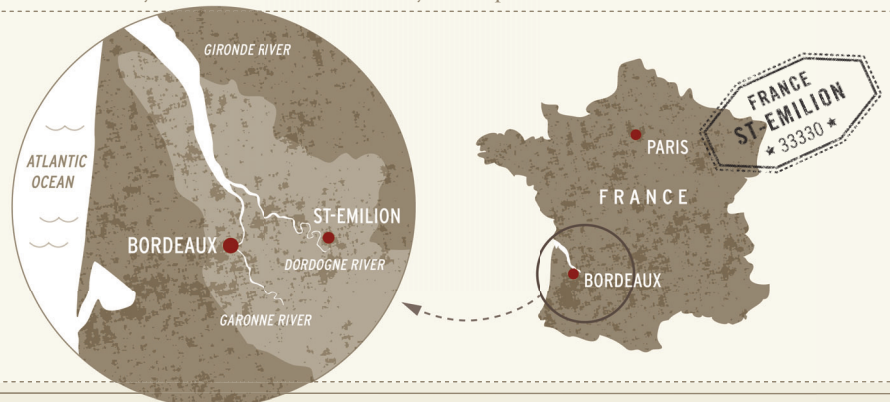 GIRONDE RIVER
ATLANTIC
OCEAN
ST-EMILION
BORDEAUX
DORDOGNE RIVER
GARONNE RIVER
FRANCE
ST-EMILION
★ 33330 ★
PARIS
FRANCE
BORDEAUX